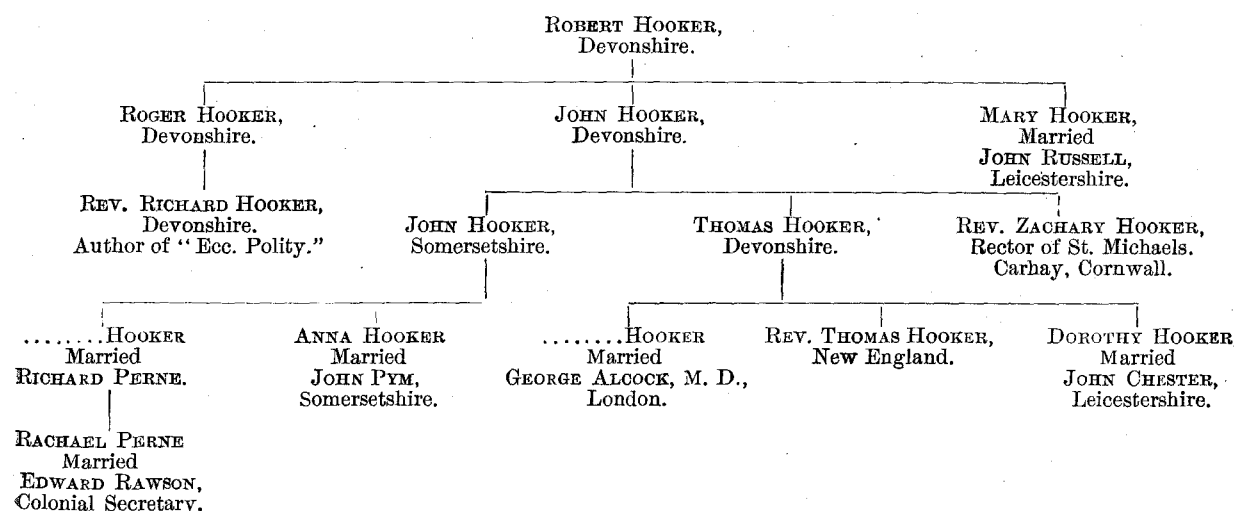 ROBERT HOOKER,
Devonshire.
ROGER HOOKER,
Devonshire.
JOHN HOOKER,
Devonshire.
MARY HOOKER,
Married
JOHN RUSSELL,
Leicestershire.
REV. RICHARD HOOKER,
Devonshire.
Author of "Ecc. Polity."
JOHN HOOKER,
Somersetshire.
THOMAS HOOKER,
Devonshire.
REV. ZACHARY HOOKER,
Rector of St. Michaels.
Carhay, Cornwall.
........HOOKER
Married
RICHARD PERNE.
ANNA HOOKER
Married
JOHN PYM,
Somersetshire.
........HOOKER
Married
GEORGE ALCOCK, M. D.,
London.
REV. THOMAS HOOKER,
New England.
DOROTHY HOOKER
Married
JOHN CHESTER,
Leicestershire.
RACHAEL PERNE
Married
EDWARD RAWSON,
Colonial Secretary.